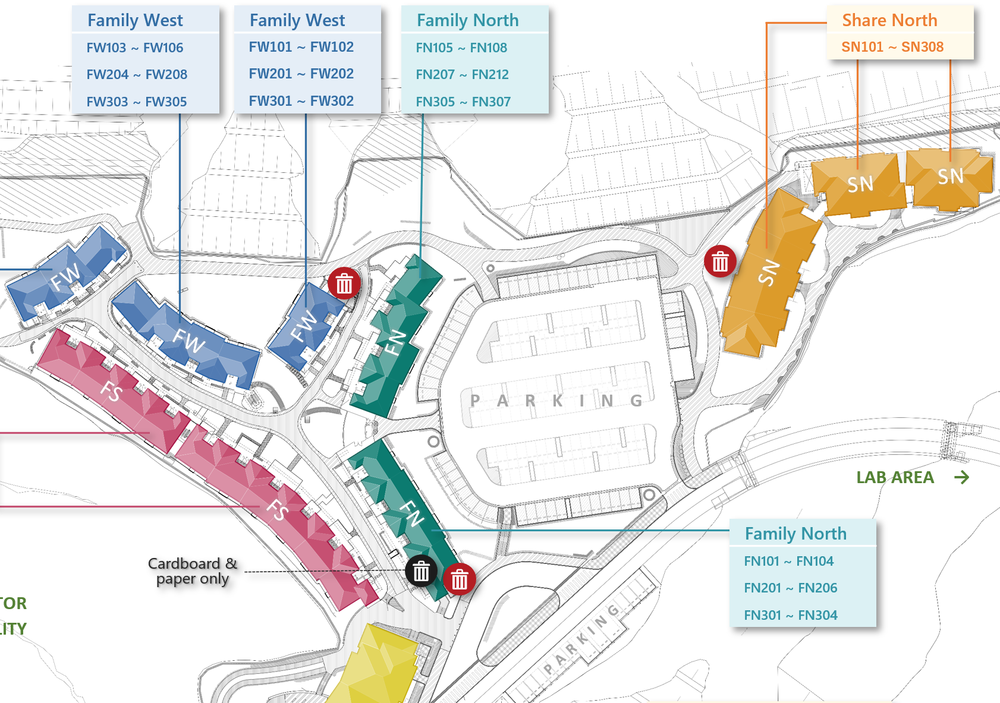 Family West
FW103 ~ FW106
FW204 ~ FW208
FW303 ~ FW305
Family West
FW101 ~ FW102
FW201 ~ FW202
FW301 ~ FW302
Family North
FN105 ~ FN108
FN207 ~ FN212
FN305 ~ FN307
Share North
SN101 ~ SN308
SN
SN
SN
FW
FW
FW
FN
FS
PARKING
LAB AREA →
FS
FN
Family North
FN101 ~ FN104
FN201 ~ FN206
FN301 ~ FN304
Cardboard &
paper only
TOR
LITY
PARKING